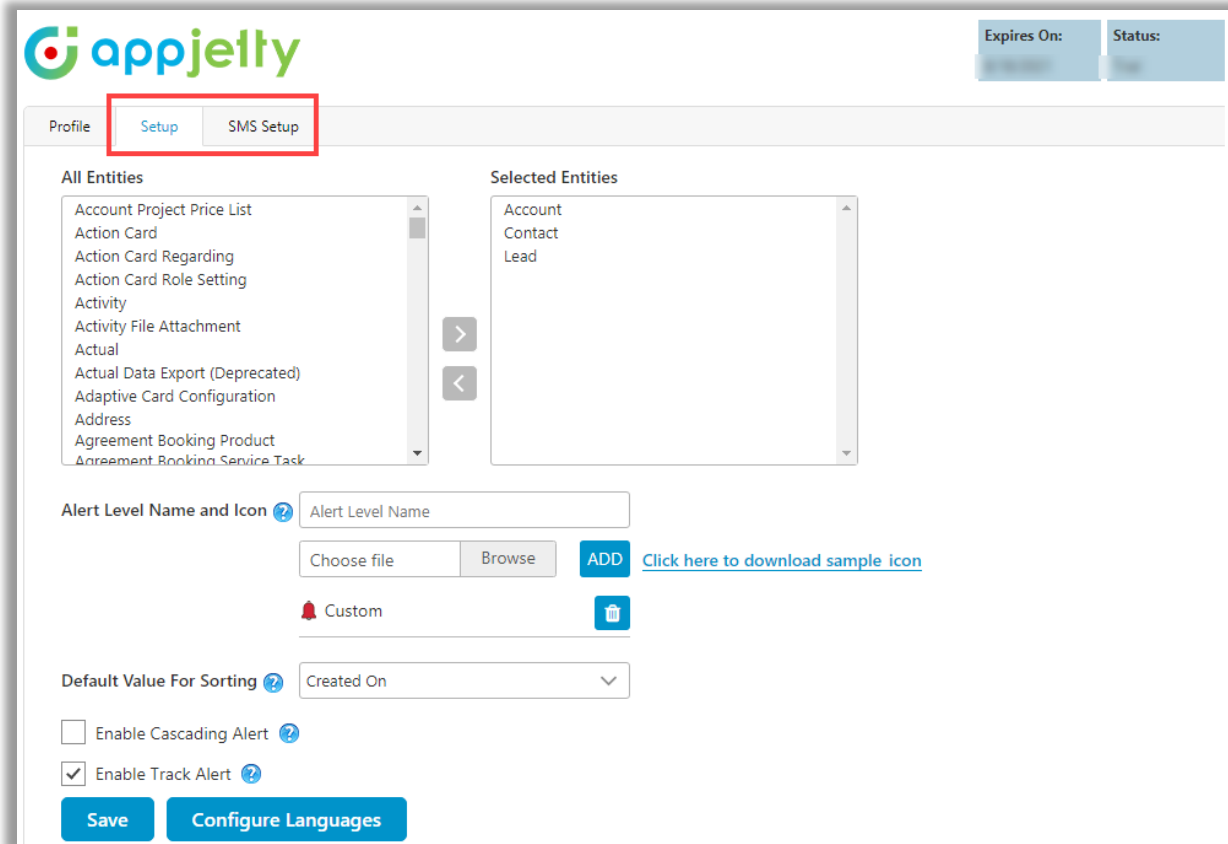 appjetty
Expires On:
Status:
Profile
Setup
SMS Setup
All Entities
Selected Entities
Account Project Price List
Action Card
Action Card Regarding
Action Card Role Setting
Activity
Activity File Attachment
Actual
Actual Data Export (Deprecated)
Adaptive Card Configuration
Address
Agreement Booking Product
Agreement Booking Service Task
Account
Contact
Lead
Alert Level Name and Icon ?
Alert Level Name
Choose file
Browse
ADD
Click here to download sample icon
Custom
Default Value For Sorting ?
Created On
Enable Cascading Alert ?
Enable Track Alert ?
Save
Configure Languages